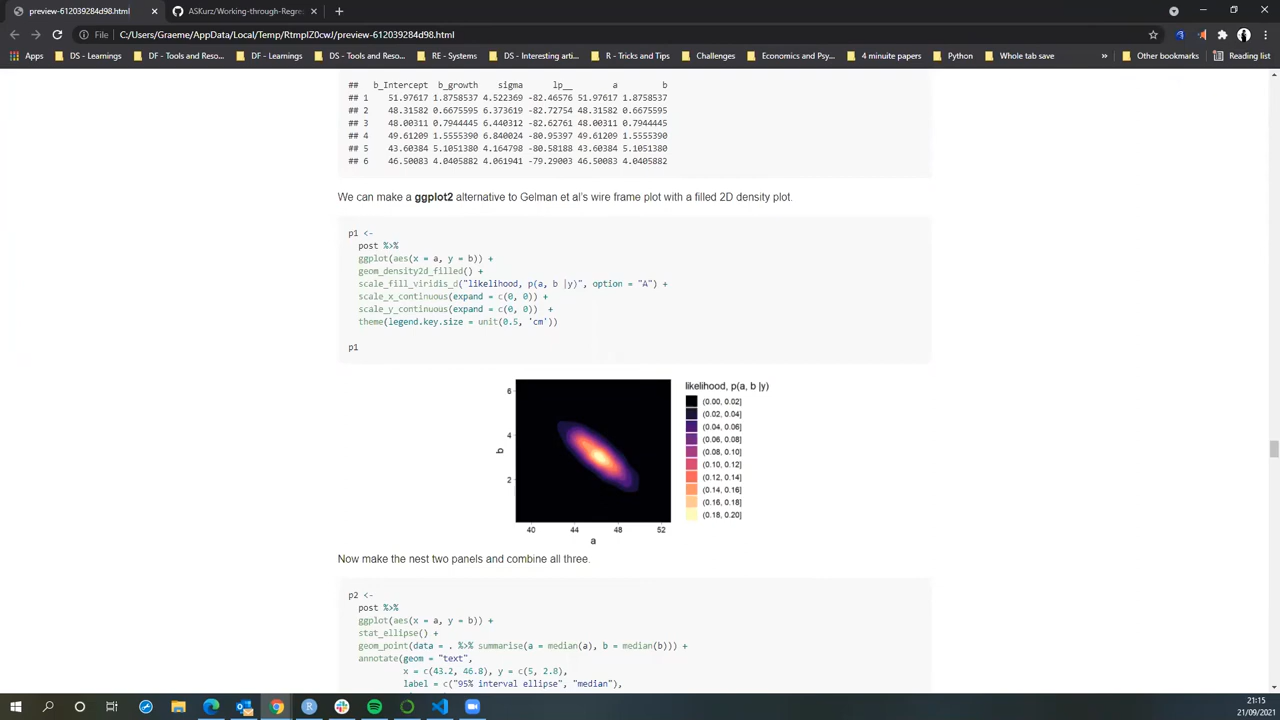 preview-612039284d98.html
ASKurz/Working-through-Regre
File C:/Users/Graeme/AppData/Local/Temp/RtmpIZ0cwJ/preview-612039284d98.html
Apps DS - Learnings DF - Tools and Reso... DF - Learnings DS - Tools and Reso... RE - Systems DS - Interesting arti... R - Tricks and Tips Challenges Economics and Psy... 4 minuite papers Python Whole tab save » Other bookmarks Reading list
## b_Intercept b_growth sigma lp__ a b
## 1 51.97617 1.8758537 4.522369 -82.46576 51.97617 1.8758537
## 2 48.31582 0.6675595 6.373619 -82.72754 48.31582 0.6675595
## 3 48.00311 0.7944445 6.440312 -82.62761 48.00311 0.7944445
## 4 49.61209 1.5555390 6.840024 -80.95397 49.61209 1.5555390
## 5 43.60384 5.1051380 4.164798 -80.58188 43.60384 5.1051380
## 6 46.50083 4.0405882 4.061941 -79.29003 46.50083 4.0405882
We can make a ggplot2 alternative to Gelman et al's wire frame plot with a filled 2D density plot.
p1 <-
post %>%
ggplot(aes(x = a, y = b)) +
geom_density2d_filled() +
scale_fill_viridis_d("likelihood, p(a, b |y)", option = "A") +
scale_x_continuous(expand = c(0, 0)) +
scale_y_continuous(expand = c(0, 0)) +
theme(legend.key.size = unit(0.5, 'cm'))
p1
6
4
2
b
40 44 48 52
a
likelihood, p(a, b |y)
(0.00, 0.02]
(0.02, 0.04]
(0.04, 0.06]
(0.06, 0.08]
(0.08, 0.10]
(0.10, 0.12]
(0.12, 0.14]
(0.14, 0.16]
(0.16, 0.18]
(0.18, 0.20]
Now make the nest two panels and combine all three.
p2 <-
post %>%
ggplot(aes(x = a, y = b)) +
stat_ellipse() +
geom_point(data = . %>% summarise(a = median(a), b = median(b))) +
annotate(geom = "text",
x = c(43.2, 46.8), y = c(5, 2.8),
label = c("95% interval ellipse", "median"),
21:15
21/09/2021